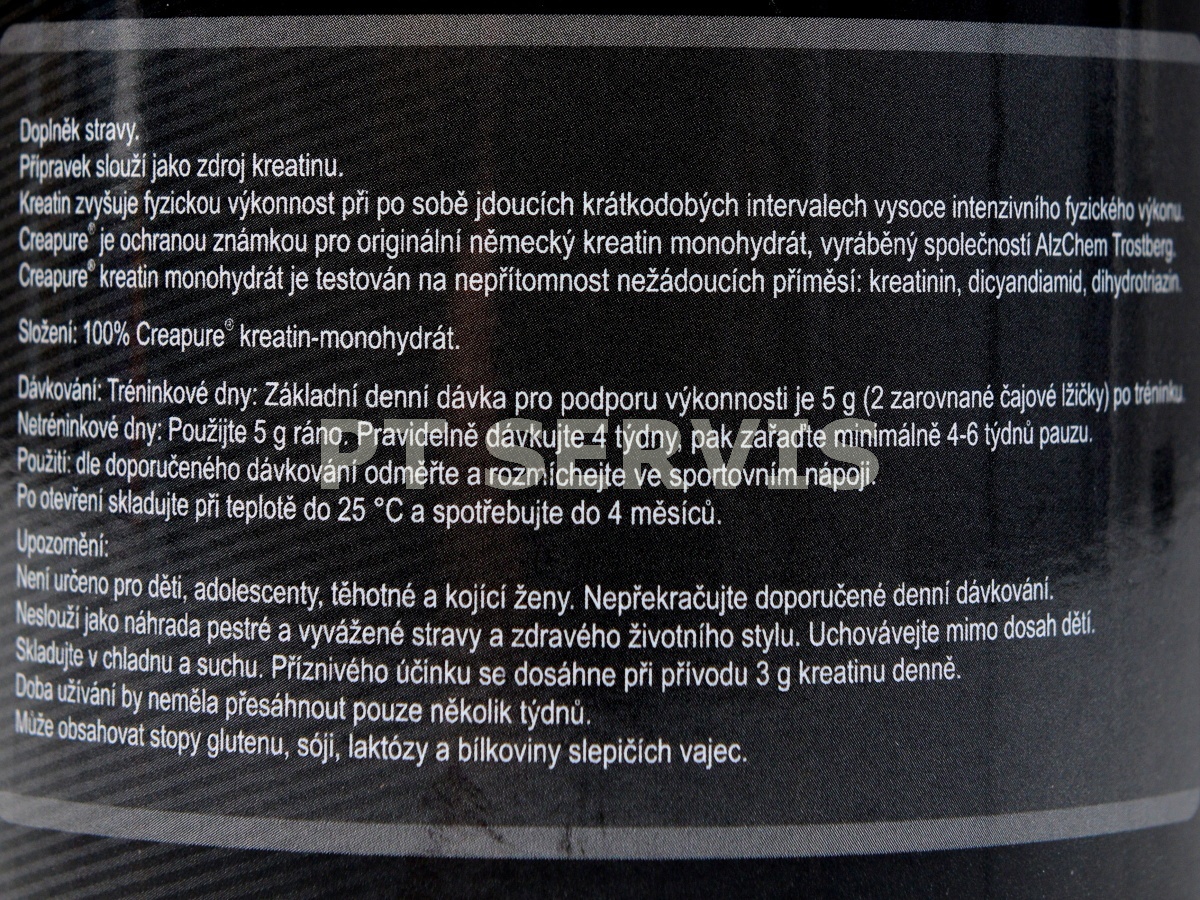 Doplněk stravy.
Přípravek slouží jako zdroj kreatinu.
Kreatin zvyšuje fyzickou výkonnost při po sobě jdoucích krátkodobých intervalech vysoce intenzivního fyzického výkonu.
Creapure® je ochranou známkou pro originální německý kreatin monohydrát, vyráběný společností AlzChem Trostberg.
Creapure® kreatin monohydrát je testován na nepřítomnost nežádoucích příměsí: kreatinin, dicyandiamid, dihydrotriazin.
Složení: 100% Creapure® kreatin-monohydrát.
Dávkování: Tréninkové dny: Základní denní dávka pro podporu výkonnosti je 5 g (2 zarovnané čajové lžičky) po tréninku.
Netréninkové dny: Použijte 5 g ráno. Pravidelně dávkujte 4 týdny, pak zařaďte minimálně 4-6 týdnů pauzu.
PT SERVIS
Použití: dle doporučeného dávkování odměřte a rozmíchejte ve sportovním nápoji.
Po otevření skladujte při teplotě do 25 °C a spotřebujte do 4 měsíců.
Upozornění:
Není určeno pro děti, adolescenty, těhotné a kojící ženy. Nepřekračujte doporučené denní dávkování.
Neslouží jako náhrada pestré a vyvážené stravy a zdravého životního stylu. Uchovávejte mimo dosah dětí.
Skladujte v chladnu a suchu. Příznivého účinku se dosáhne při přívodu 3 g kreatinu denně.
Doba užívání by neměla přesáhnout pouze několik týdnů.
Může obsahovat stopy glutenu, sóji, laktózy a bílkoviny slepičích vajec.